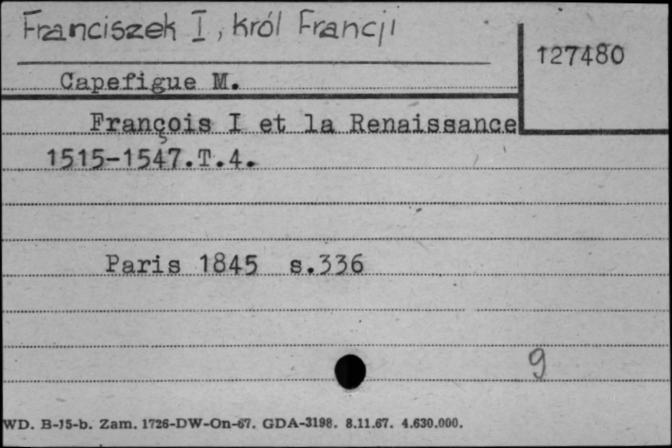 Franciszek I, król Francji
127480
Capefigue M.
François I et la Renaissance
1515-1547.T.4.
Paris 1845 s.336
9
WD. B-15-b. Zam. 1726-DW-On-67. GDA-3198. 8.11.67. 4.630.000.